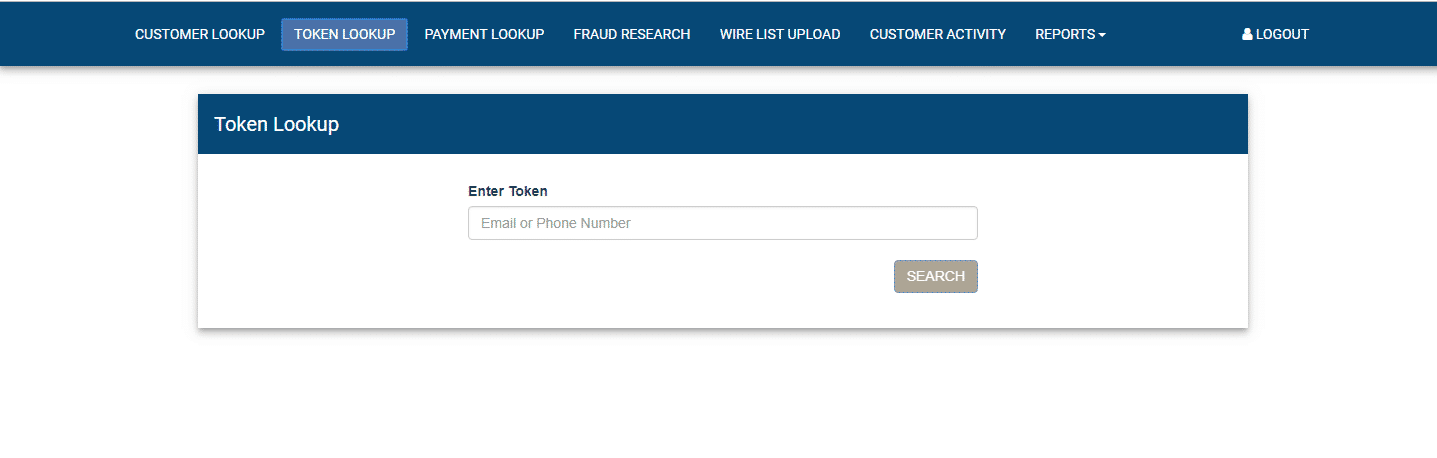 CUSTOMER LOOKUP TOKEN LOOKUP PAYMENT LOOKUP FRAUD RESEARCH WIRE LIST UPLOAD CUSTOMER ACTIVITY REPORTS LOGOUT
Token Lookup
Enter Token
Email or Phone Number
SEARCH